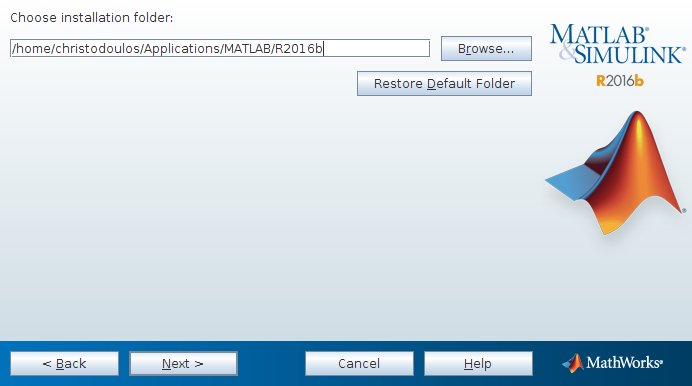 Choose installation folder:
/home/christodoulos/Applications/MATLAB/R2016b
Browse...
Restore Default Folder
MATLAB®
&SIMULINK®
R2016b
®
< Back
Next >
Cancel
Help
MathWorks®